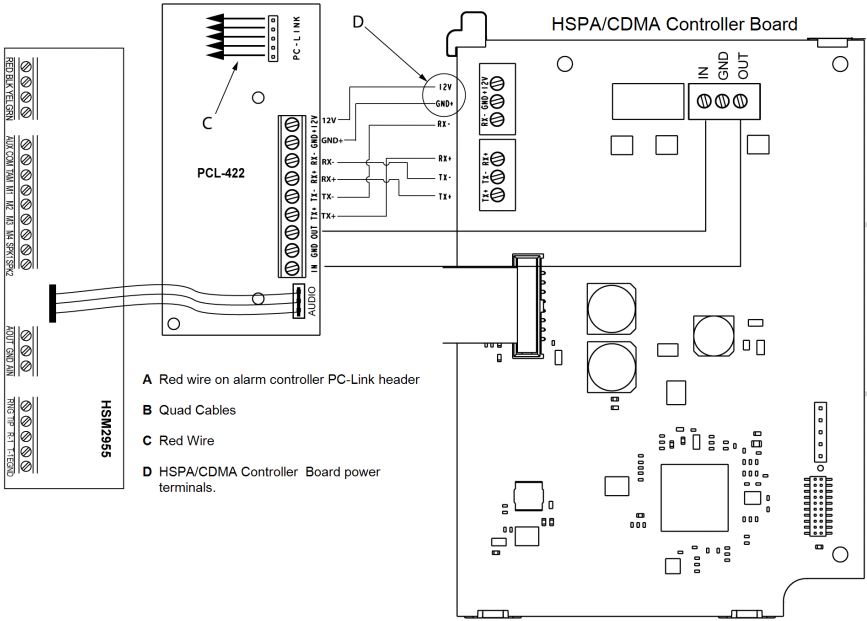 HSPA/CDMA Controller Board
D
PC-LINK
C
PCL-422
12V
GND+
RX-
RX+
TX-
TX+
12V
GND+
RX-
RX+
TX-
TX+
OUT
GND
IN
AUDIO
12V
GND+
RX-
RX+
TX-
TX+
RX- GND+12V
TX+ TX- RX+
IN
GND
OUT
RED BLK YEL GRN
AUX COM TAM M1 M2 M3 M4 SPK1 SPK2
AOUT GND AIN
RNG TIP R-1 T-1 EGND
HSM2955
A Red wire on alarm controller PC-Link header
B Quad Cables
C Red Wire
D HSPA/CDMA Controller Board power
terminals.